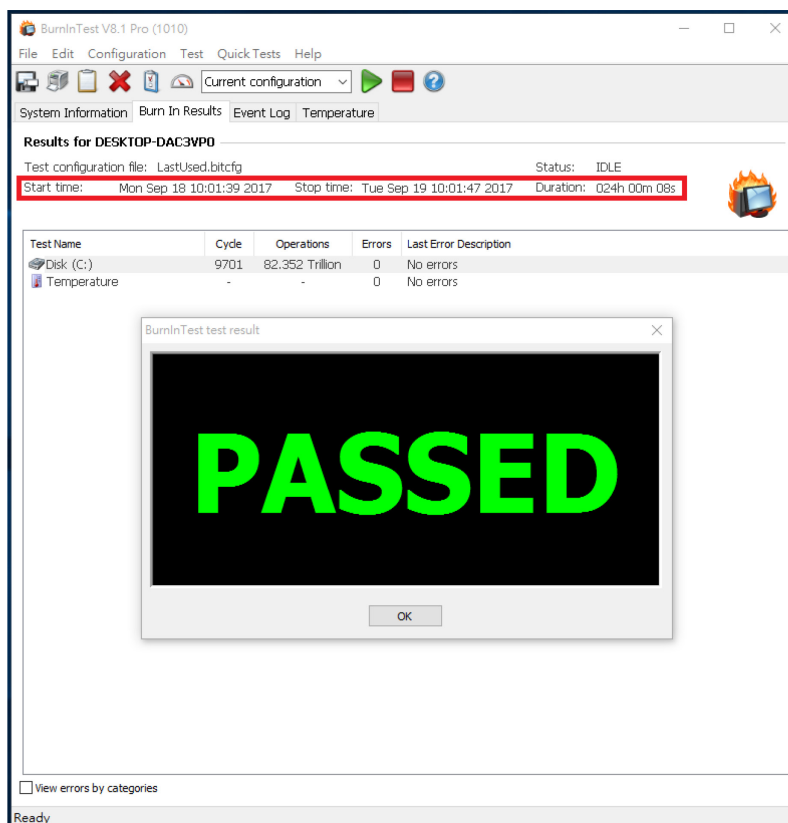 BurnInTest V8.1 Pro (1010)
File Edit Configuration Test Quick Tests Help
Current configuration
System Information Burn In Results Event Log Temperature
Results for DESKTOP-DAC3VP0
Test configuration file: LastUsed.bitcfg Status: IDLE
Start time: Mon Sep 18 10:01:39 2017 Stop time: Tue Sep 19 10:01:47 2017 Duration: 024h 00m 08s
Test Name Cycle Operations Errors Last Error Description
Disk (C:) 9701 82.352 Trillion 0 No errors
Temperature - - 0 No errors
BurnInTest test result
PASSED
OK
View errors by categories
Ready